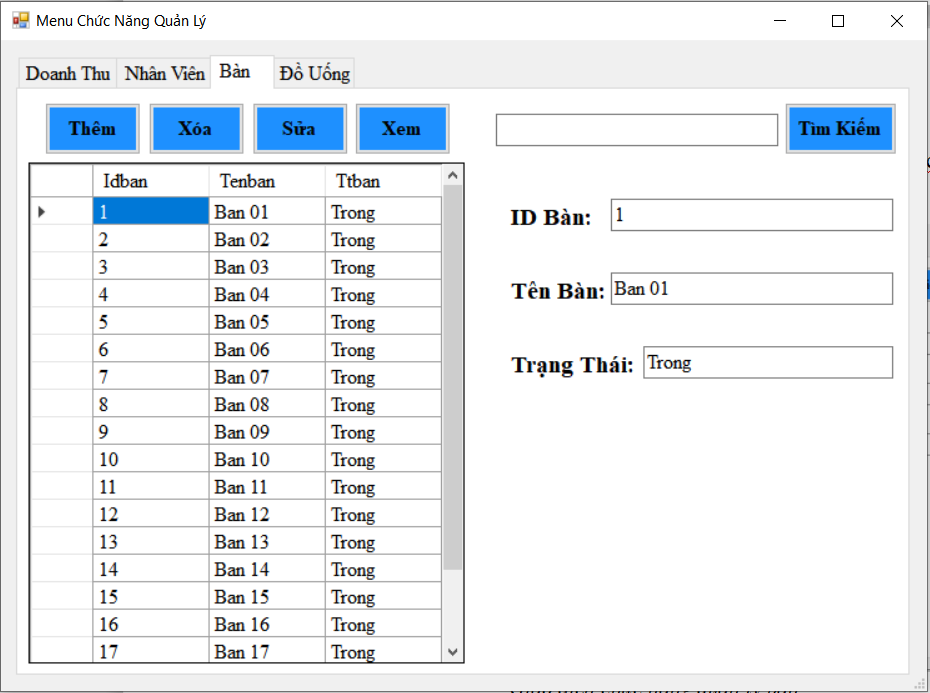 Menu Chức Năng Quản Lý
Doanh Thu Nhân Viên Bàn Đồ Uống
Thêm Xóa Sửa Xem Tìm Kiếm
Idban Tenban Ttban
1 Ban 01 Trong
2 Ban 02 Trong
3 Ban 03 Trong
4 Ban 04 Trong
5 Ban 05 Trong
6 Ban 06 Trong
7 Ban 07 Trong
8 Ban 08 Trong
9 Ban 09 Trong
10 Ban 10 Trong
11 Ban 11 Trong
12 Ban 12 Trong
13 Ban 13 Trong
14 Ban 14 Trong
15 Ban 15 Trong
16 Ban 16 Trong
17 Ban 17 Trong
ID Bàn: 1
Tên Bàn: Ban 01
Trạng Thái: Trong